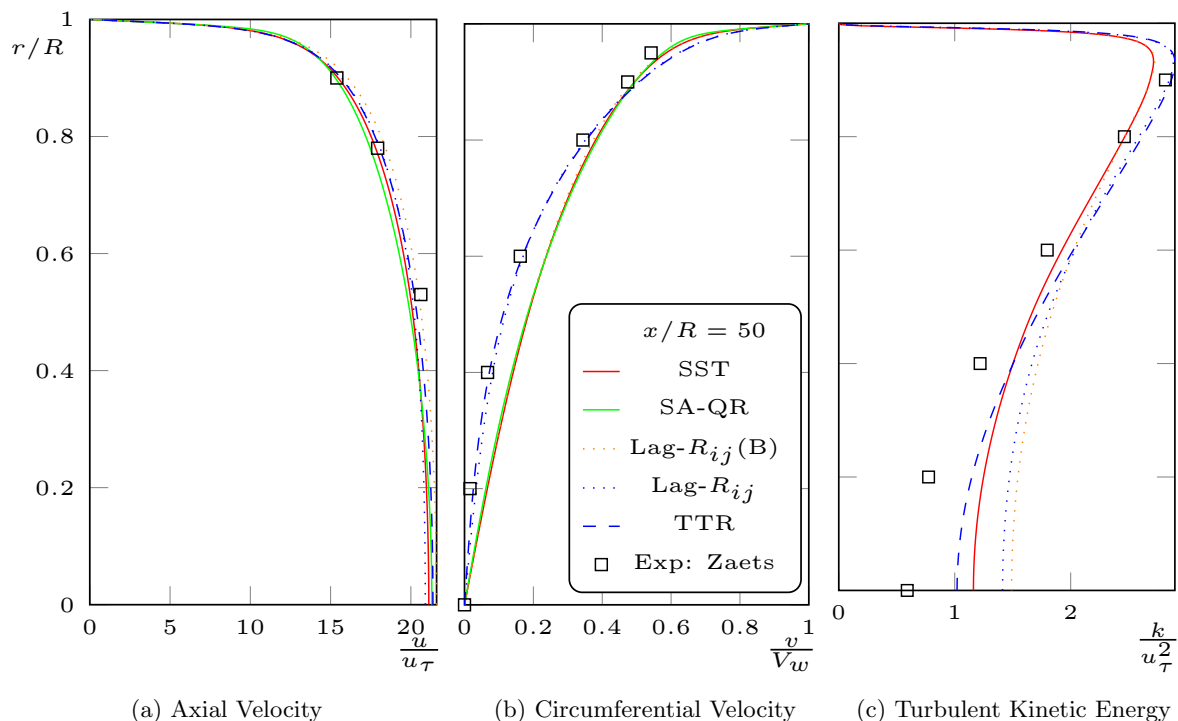 1
r/R
0.8
0.6
0.4
0.2
0
0 5 10 15 20
u/u_τ
0 0.2 0.4 0.6 0.8 1
v/V_w
0 1 2
k/u_τ^2
x/R = 50
SST
SA-QR
Lag-R_ij(B)
Lag-R_ij
TTR
Exp: Zaets
(a) Axial Velocity
(b) Circumferential Velocity
(c) Turbulent Kinetic Energy